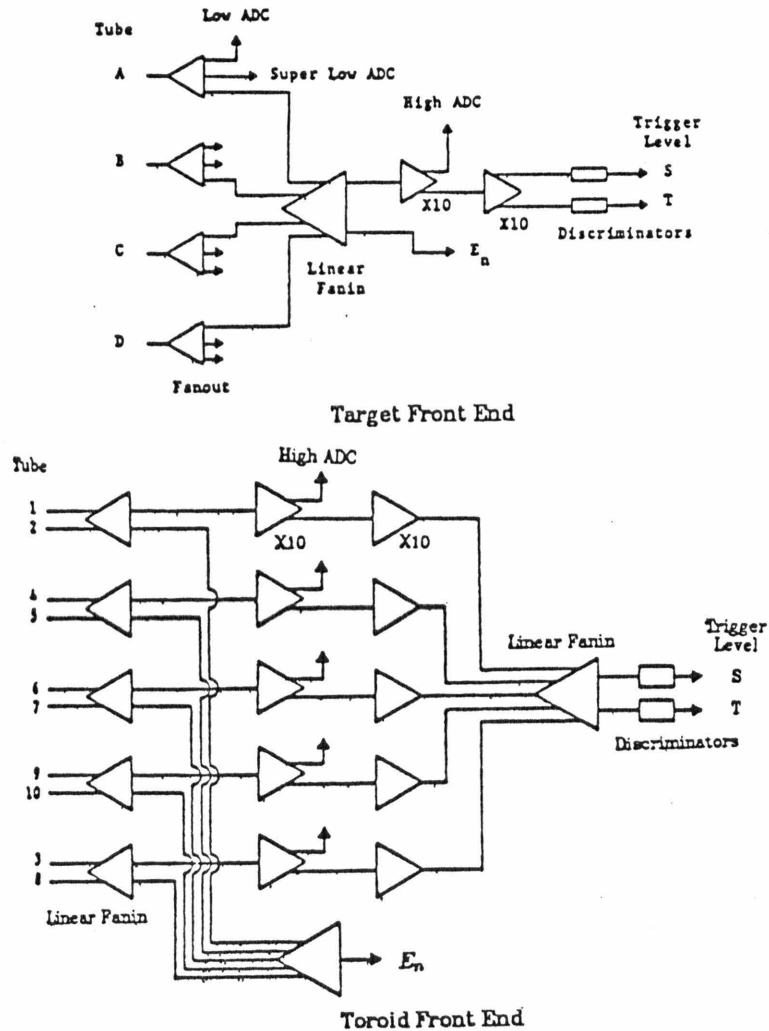 Low ADC
Tube
A
Super Low ADC
High ADC
Trigger
Level
B
S
X10
T
X10
Discriminators
C
E_n
Linear
Fanin
D
Fanout
Target Front End
Tube
High ADC
1
2
X10
X10
4
5
Linear Fanin
Trigger
Level
6
S
7
T
Discriminators
9
10
3
8
Linear Fanin
E_n
Toroid Front End